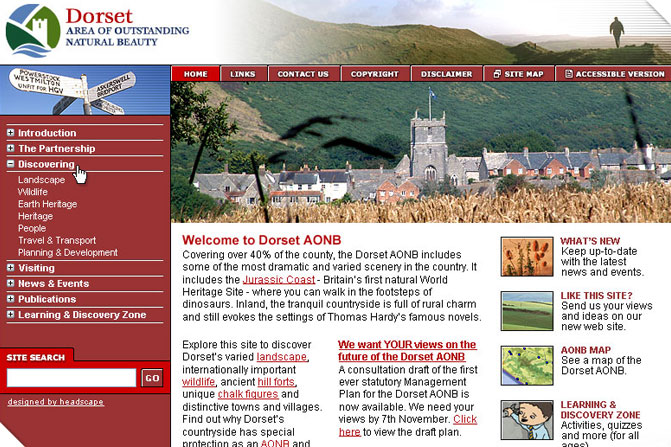 Dorset
AREA OF OUTSTANDING
NATURAL BEAUTY
POWERSTOCK
WESTMILTON
UNFIT FOR HGV
ASKERSWELL
BRIDPORT
HOME
LINKS
CONTACT US
COPYRIGHT
DISCLAIMER
SITE MAP
ACCESSIBLE VERSION
Introduction
The Partnership
Discovering
Landscape
Wildlife
Earth Heritage
Heritage
People
Travel & Transport
Planning & Development
Visiting
News & Events
Publications
Learning & Discovery Zone
SITE SEARCH
GO
designed by headscape
Welcome to Dorset AONB
Covering over 40% of the county, the Dorset AONB includes
some of the most dramatic and varied scenery in the country. It
includes the Jurassic Coast - Britain's first natural World
Heritage Site - where you can walk in the footsteps of
dinosaurs. Inland, the tranquil countryside is full of rural charm
and still evokes the settings of Thomas Hardy's famous novels.
Explore this site to discover
Dorset's varied landscape,
internationally important
wildlife, ancient hill forts,
unique chalk figures and
distinctive towns and villages.
Find out why Dorset's
countryside has special
protection as an AONB and
We want YOUR views on the
future of the Dorset AONB
A consultation draft of the first
ever statutory Management
Plan for the Dorset AONB is
now available. We need your
views by 7th November. Click
here to view the draft plan.
WHAT'S NEW
Keep up-to-date
with the latest
news and events.
LIKE THIS SITE?
Send us your views
and ideas on our
new web site.
AONB MAP
See a map of the
Dorset AONB.
LEARNING &
DISCOVERY ZONE
Activities, quizzes
and more (for all
ages)